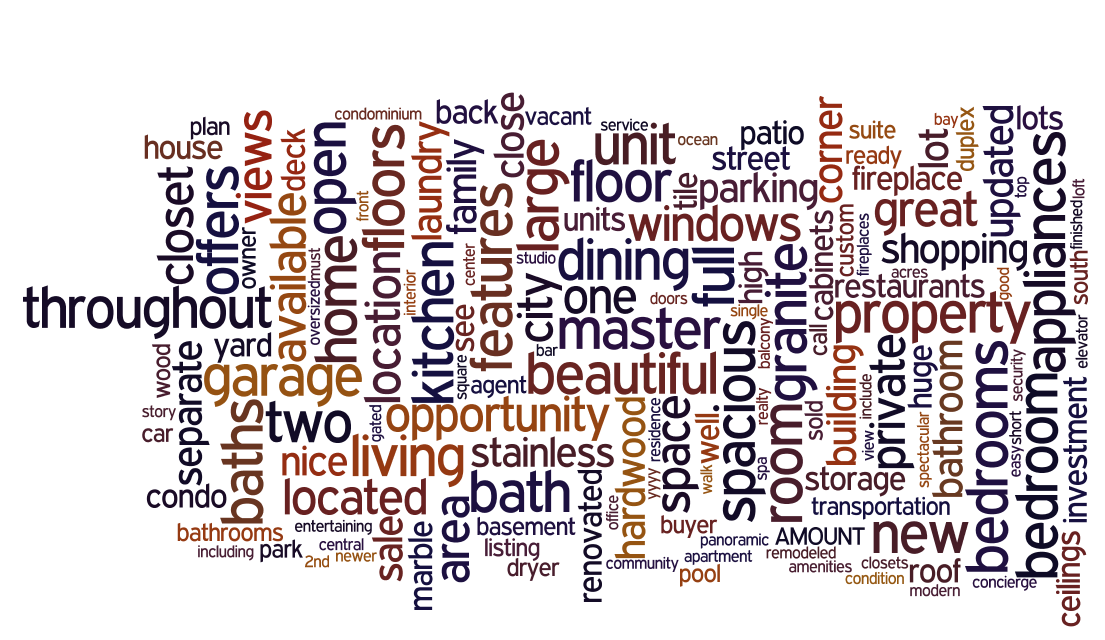 condominium
back
close
vacant
service
ocean
patio
corner
suite
bay
duplex
updated
lots
plan
house
views
deck
open
floors
laundry
family
large
unit
street
ready
lot
top
closet
offers
front
floor
tile
parking
fireplace
appliances
loft
owner
available
features
units
windows
cabinets
custom
fireplaces
great
finished
must
oversized
home
location
interior
kitchen
center
studio
dining
full
high
granite
shopping
south
acres
good
throughout
see
city
one
doors
single
call
restaurants
property
elevator
wood
yard
square
bar
master
balcony
building
private
huge
bathroom
bedrooms
security
separate
garage
agent
beautiful
spacious
room
include
bedroom
investment
story
car
baths
two
gated
opportunity
hardwood
residence
space
well.
realty
sold
view.
spectacular
easy
short
nice
living
stainless
yyyy
walk
spa
storage
condo
located
bath
transportation
bathrooms
entertaining
sale
marble
area
basement
renovated
office
buyer
panoramic
AMOUNT
new
including
park
central
2nd
newer
listing
dryer
community
apartment
pool
remodeled
amenities
closets
condition
roof
modern
concierge
ceilings